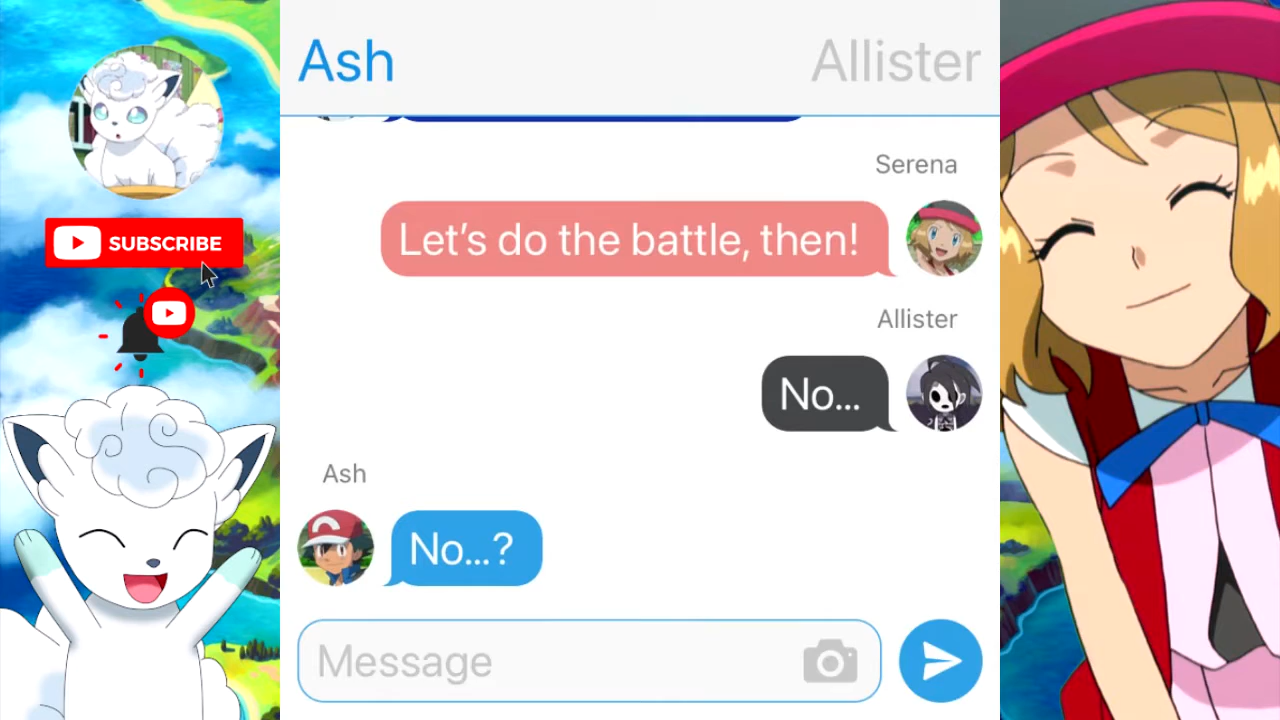 Ash
Allister
SUBSCRIBE
Serena
Let's do the battle, then!
Allister
No...
Ash
No...?
Message